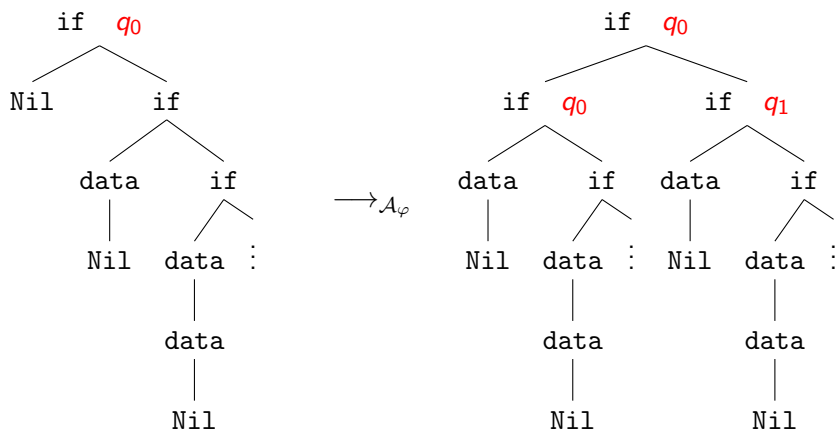 if q₀ if q₀
Nil if if q₀ if q₁
data if data if data if
⟶_𝒜φ
Nil data ⋮ Nil data ⋮ Nil data ⋮
data data data
Nil Nil Nil